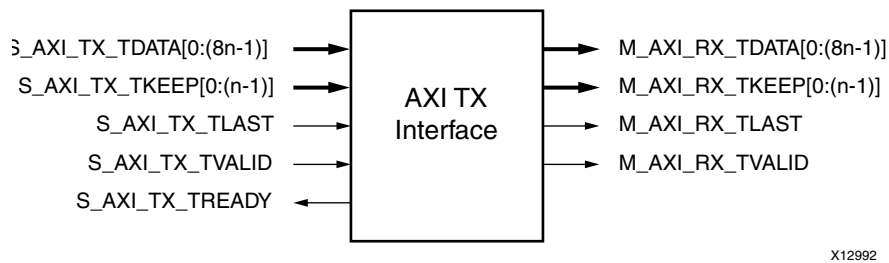 S_AXI_TX_TDATA[0:(8n-1)]
S_AXI_TX_TKEEP[0:(n-1)]
S_AXI_TX_TLAST
S_AXI_TX_TVALID
S_AXI_TX_TREADY
AXI TX
Interface
M_AXI_RX_TDATA[0:(8n-1)]
M_AXI_RX_TKEEP[0:(n-1)]
M_AXI_RX_TLAST
M_AXI_RX_TVALID
X12992